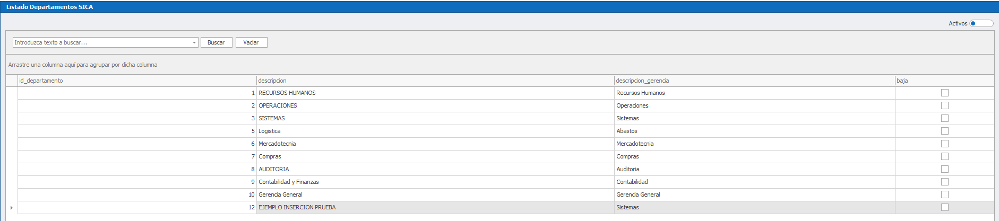 Listado Departamentos SICA
Activos
Introduzca texto a buscar... Buscar Vaciar
Arrastre una columna aquí para agrupar por dicha columna
id_departamento descripcion descripcion_gerencia baja
1 RECURSOS HUMANOS Recursos Humanos
2 OPERACIONES Operaciones
3 SISTEMAS Sistemas
5 Logistica Abastos
6 Mercadotecnia Mercadotecnia
7 Compras Compras
8 AUDITORIA Auditoria
9 Contabilidad y Finanzas Contabilidad
10 Gerencia General Gerencia General
12 EJEMPLO INSERCION PRUEBA Sistemas